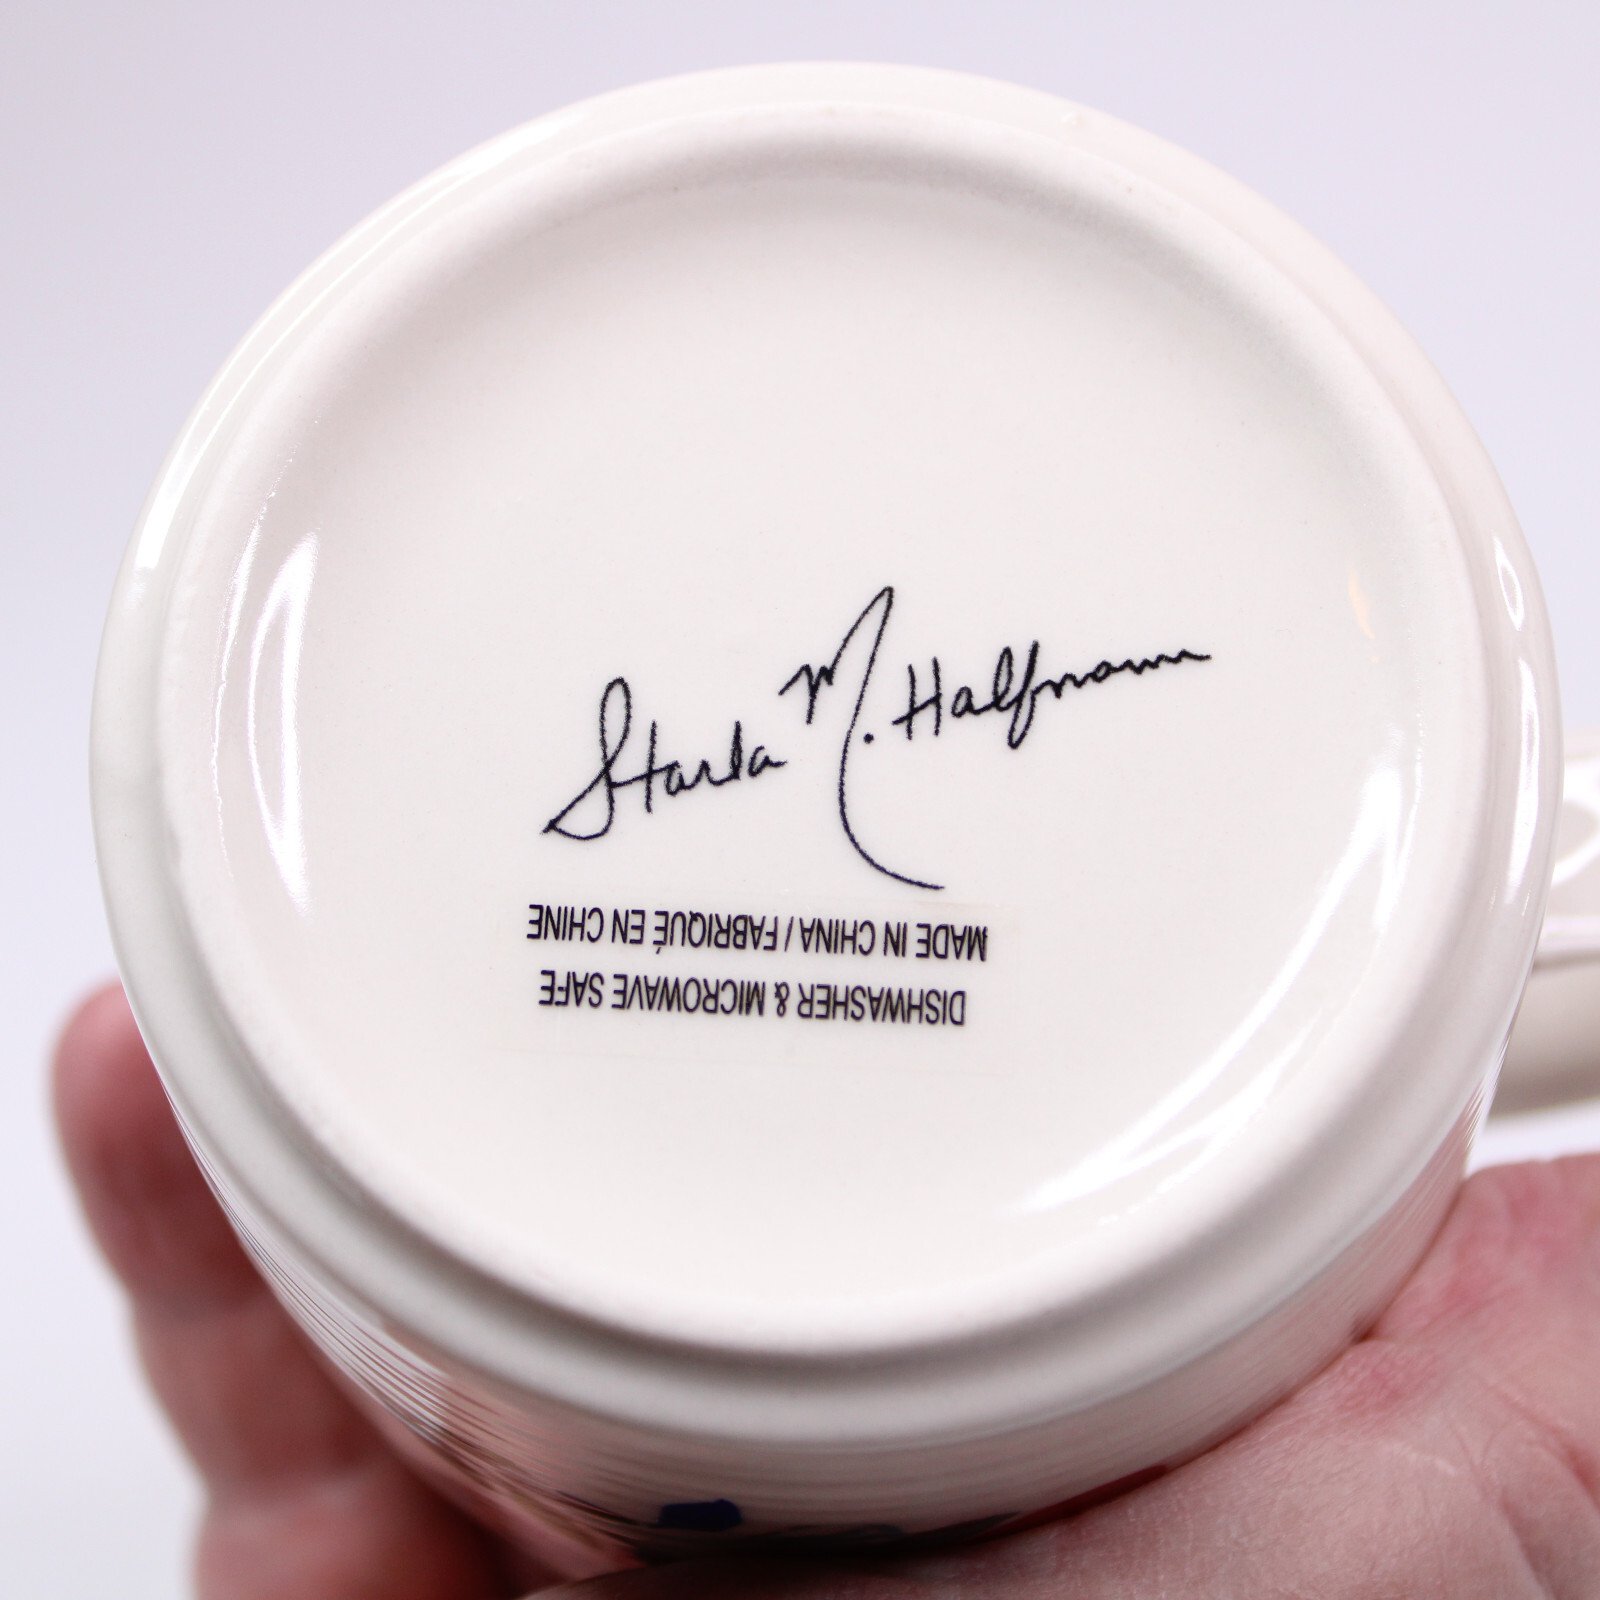 Starla M. Halfmann
DISHWASHER & MICROWAVE SAFE
MADE IN CHINA / FABRIQUÉ EN CHINE